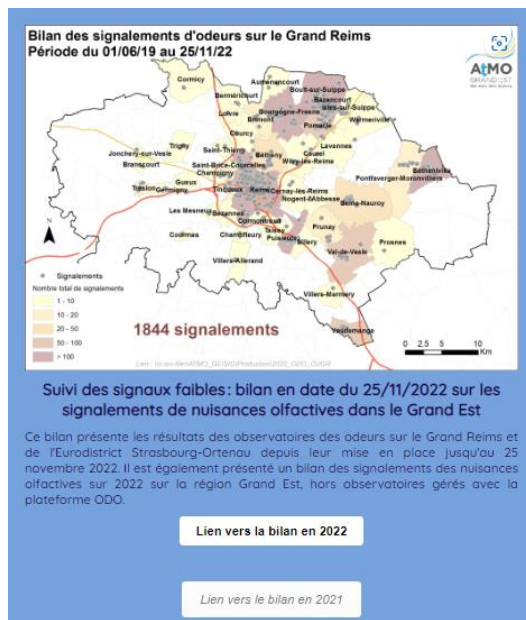 Bilan des signalements d'odeurs sur le Grand Reims
Période du 01/06/19 au 25/11/22
AtMO
GRAND EST
Cormicy
Auménancourt
Berméricourt
Boult-sur-Suippe
Bazancourt
Isles-sur-Suippe
Loivre
Bourgogne-Fresne
Brimont
Pomacle
Warmeriville
Courcy
Trigny
Saint-Thierry
Lavannes
Caurel
Jonchery-sur-Vesle
Bétheny
Witry-lès-Reims
Branscourt
Saint-Brice-Courcelles
Champigny
Bétheniville
Gueux
Pontfaverger-Moronvilliers
Tinqueux
Reims
Cernay-lès-Reims
Nogent-l'Abbesse
Les Mesneux
Bezannes
Beine-Nauroy
Cormontreuil
Taissy
Prunay
Coulmas
Champfleury
Puisieulx
Sillery
Val-de-Vesle
Prosnes
N
Villers-Allerand
Signalements
Nombre total de signalements
Villers-Marmery
1 - 10
10 - 20
20 - 50
50 - 100
> 100
1844 signalements
Vaudemange
0 2.5 5 10
Km
Suivi des signaux faibles : bilan en date du 25/11/2022 sur les
signalements de nuisances olfactives dans le Grand Est
Ce bilan présente les résultats des observatoires des odeurs sur le Grand Reims et
de l'Eurodistrict Strasbourg-Ortenau depuis leur mise en place jusqu'au 25
novembre 2022. Il est également présenté un bilan des signalements des nuisances
olfactives sur 2022 sur la région Grand Est, hors observatoires gérés avec la
plateforme ODO.
Lien vers la bilan en 2022
Lien vers le bilan en 2021